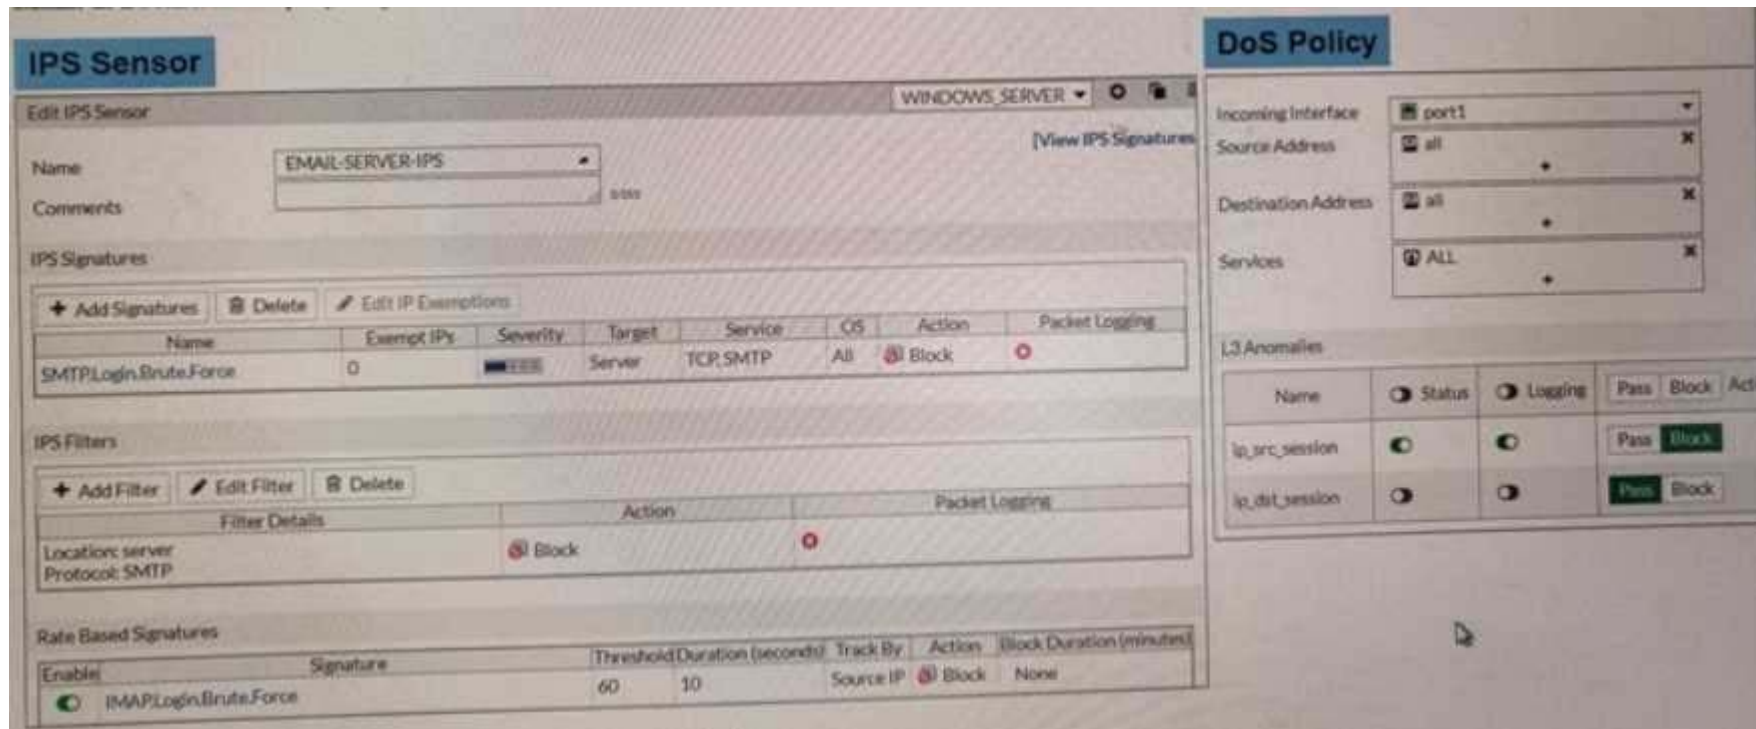 IPS Sensor
Edit IPS Sensor
WINDOWS_SERVER
[View IPS Signatures
Name
EMAIL-SERVER-IPS
Comments
IPS Signatures
Add Signatures Delete Edit IP Exemptions
Name Exempt IPs Severity Target Service OS Action Packet Logging
SMTP.Login.Brute.Force 0 Server TCP, SMTP All Block
IPS Filters
Add Filter Edit Filter Delete
Filter Details Action Packet Logging
Location: server
Protocol: SMTP
Block
Rate Based Signatures
Enable Signature Threshold Duration (seconds) Track By Action Block Duration (minutes)
IMAP.Login.Brute.Force 60 10 Source IP Block None
DoS Policy
Incoming Interface port1
Source Address all
Destination Address all
Services ALL
L3 Anomalies
Name Status Logging Pass Block Act
ip_src_session Pass Block
ip_dst_session Pass Block